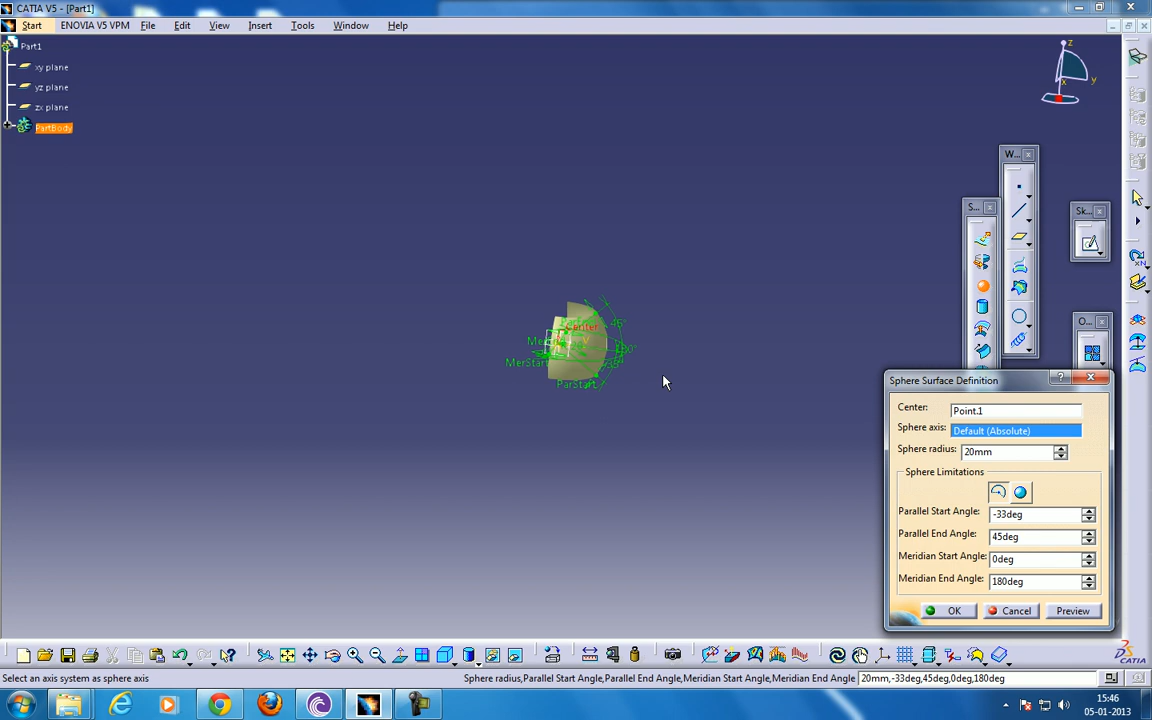 CATIA V5 - [Part1]
Start ENOVIA V5 VPM File Edit View Insert Tools Window Help
Part1
xy plane
yz plane
zx plane
PartBody
z
y
x
W...
S...
Sk...
O...
Center
45°
180°
MerStart
ParStart
Sphere Surface Definition
Center: Point.1
Sphere axis: Default (Absolute)
Sphere radius: 20mm
Sphere Limitations
Parallel Start Angle: -33deg
Parallel End Angle: 45deg
Meridian Start Angle: 0deg
Meridian End Angle: 180deg
OK Cancel Preview
CATIA
Select an axis system as sphere axis
Sphere radius,Parallel Start Angle,Parallel End Angle,Meridian Start Angle,Meridian End Angle 20mm,-33deg,45deg,0deg,180deg
15:46
05-01-2013